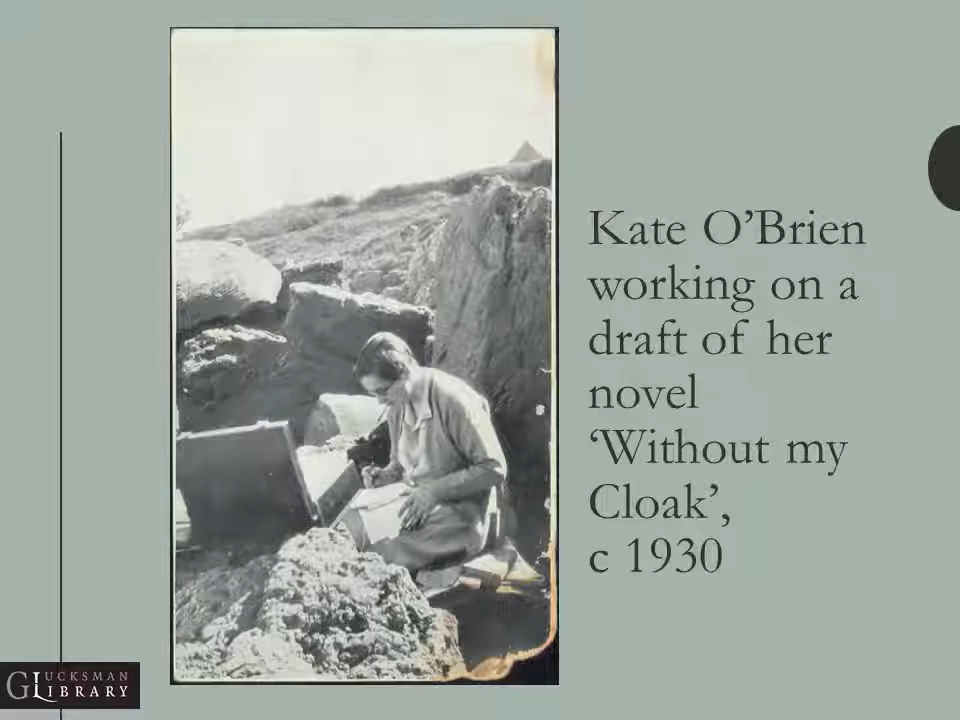 Kate O’Brien
working on a
draft of her
novel
‘Without my
Cloak’,
c 1930
GLUCKSMAN
LIBRARY